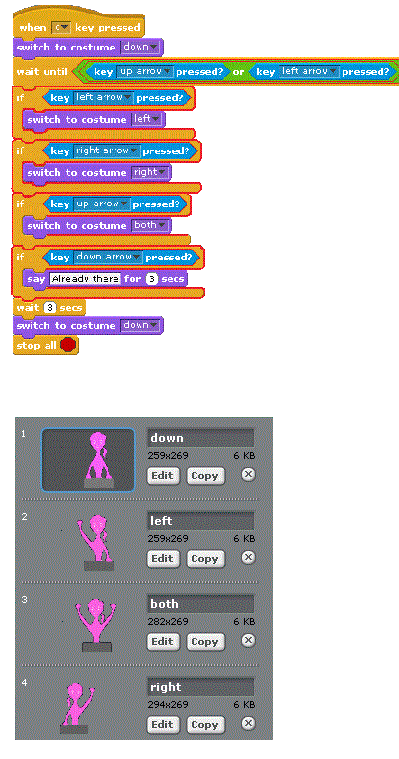 when c key pressed
switch to costume down
wait until key up arrow pressed? or key left arrow pressed?
if key left arrow pressed?
switch to costume left
if key right arrow pressed?
switch to costume right
if key up arrow pressed?
switch to costume both
if key down arrow pressed?
say Already there for 3 secs
wait 3 secs
switch to costume down
stop all
1 down
259x269 6 KB
Edit Copy
2 left
259x269 6 KB
Edit Copy
3 both
282x269 6 KB
Edit Copy
4 right
294x269 6 KB
Edit Copy